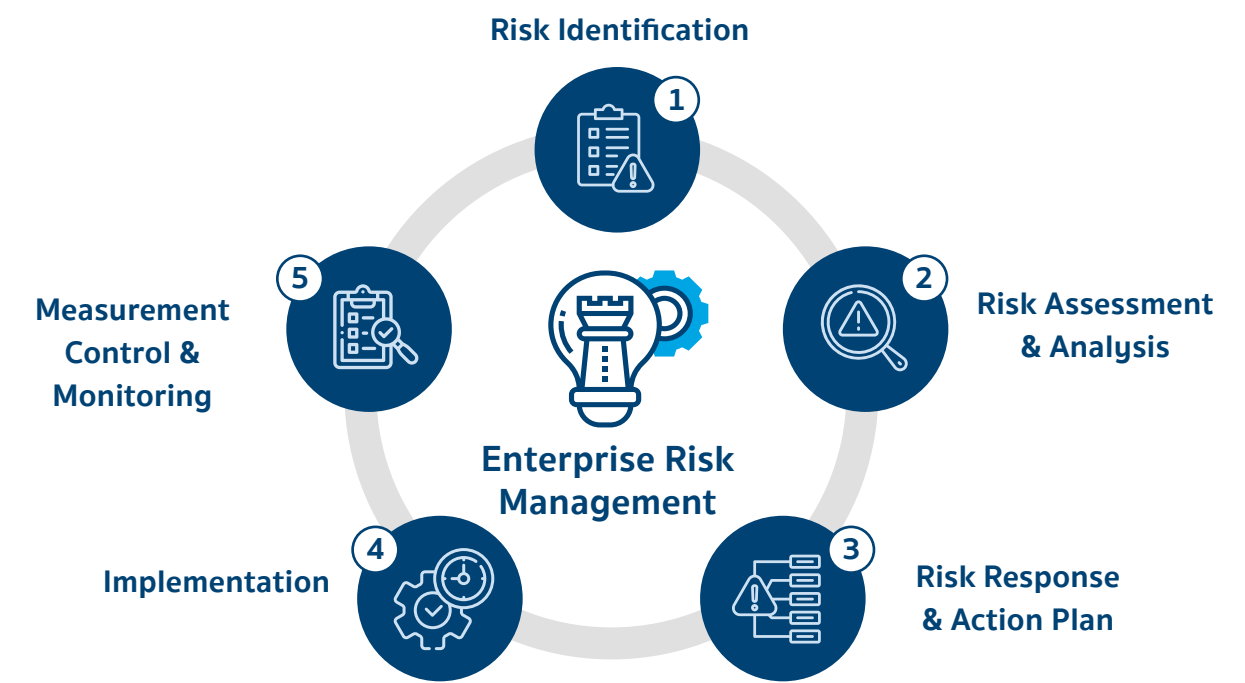 Risk Identification
1
2
Risk Assessment
& Analysis
3
Risk Response
& Action Plan
4
Implementation
5
Measurement
Control &
Monitoring
Enterprise Risk
Management